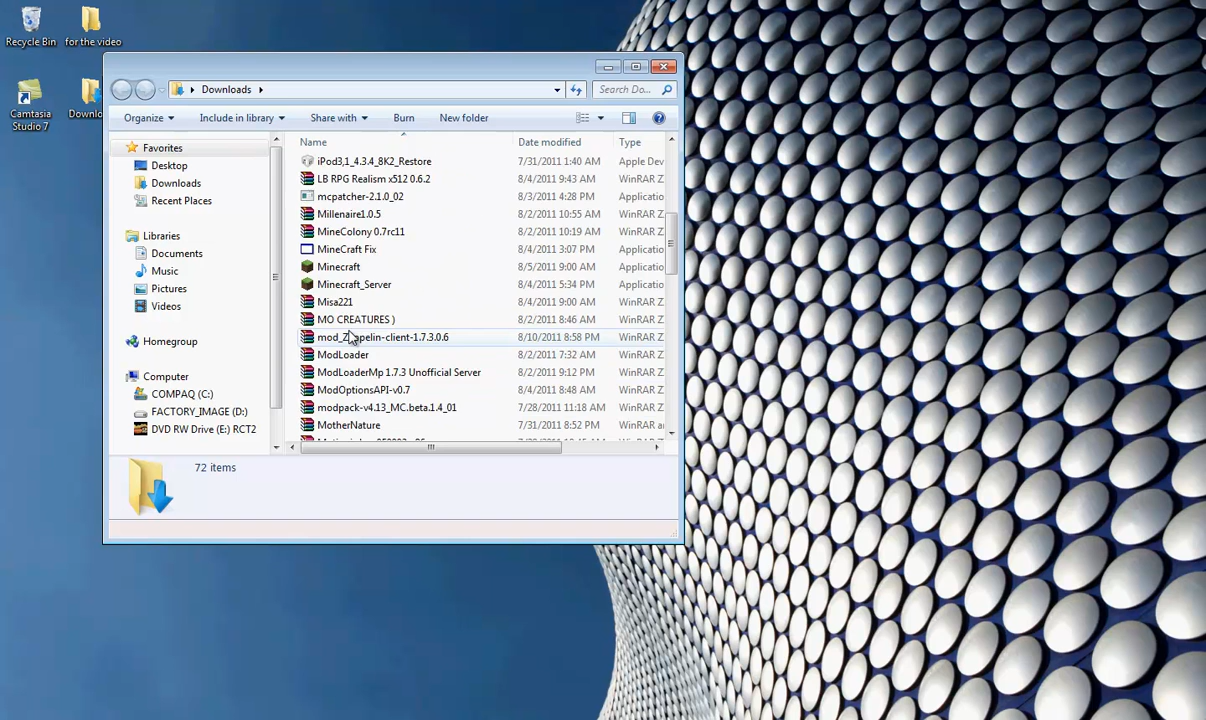 Recycle Bin
for the video
Camtasia
Studio 7
Downlo
Downloads
Search Do...
Organize
Include in library
Share with
Burn
New folder
Name
Date modified
Type
Favorites
Desktop
Downloads
Recent Places
Libraries
Documents
Music
Pictures
Videos
Homegroup
Computer
COMPAQ (C:)
FACTORY_IMAGE (D:)
DVD RW Drive (E:) RCT2
iPod3,1_4.3.4_8K2_Restore 7/31/2011 1:40 AM Apple Dev
LB RPG Realism x512 0.6.2 8/4/2011 9:43 AM WinRAR Z
mcpatcher-2.1.0_02 8/3/2011 4:28 PM Applicatio
Millenaire1.0.5 8/2/2011 10:55 AM WinRAR Z
MineColony 0.7rc11 8/2/2011 10:19 AM WinRAR Z
MineCraft Fix 8/4/2011 3:07 PM Applicatio
Minecraft 8/5/2011 9:00 AM Applicatio
Minecraft_Server 8/4/2011 5:34 PM Applicatio
Misa221 8/4/2011 9:00 AM WinRAR Z
MO CREATURES ) 8/2/2011 8:46 AM WinRAR Z
8/10/2011 8:58 PM WinRAR Z
ModLoader 8/2/2011 7:32 AM WinRAR Z
ModLoaderMp 1.7.3 Unofficial Server 8/2/2011 9:12 PM WinRAR Z
ModOptionsAPI-v0.7 8/4/2011 8:48 AM WinRAR Z
modpack-v4.13_MC.beta.1.4_01 7/28/2011 11:18 AM WinRAR Z
MotherNature 7/31/2011 8:02 PM WinRAR an
72 items